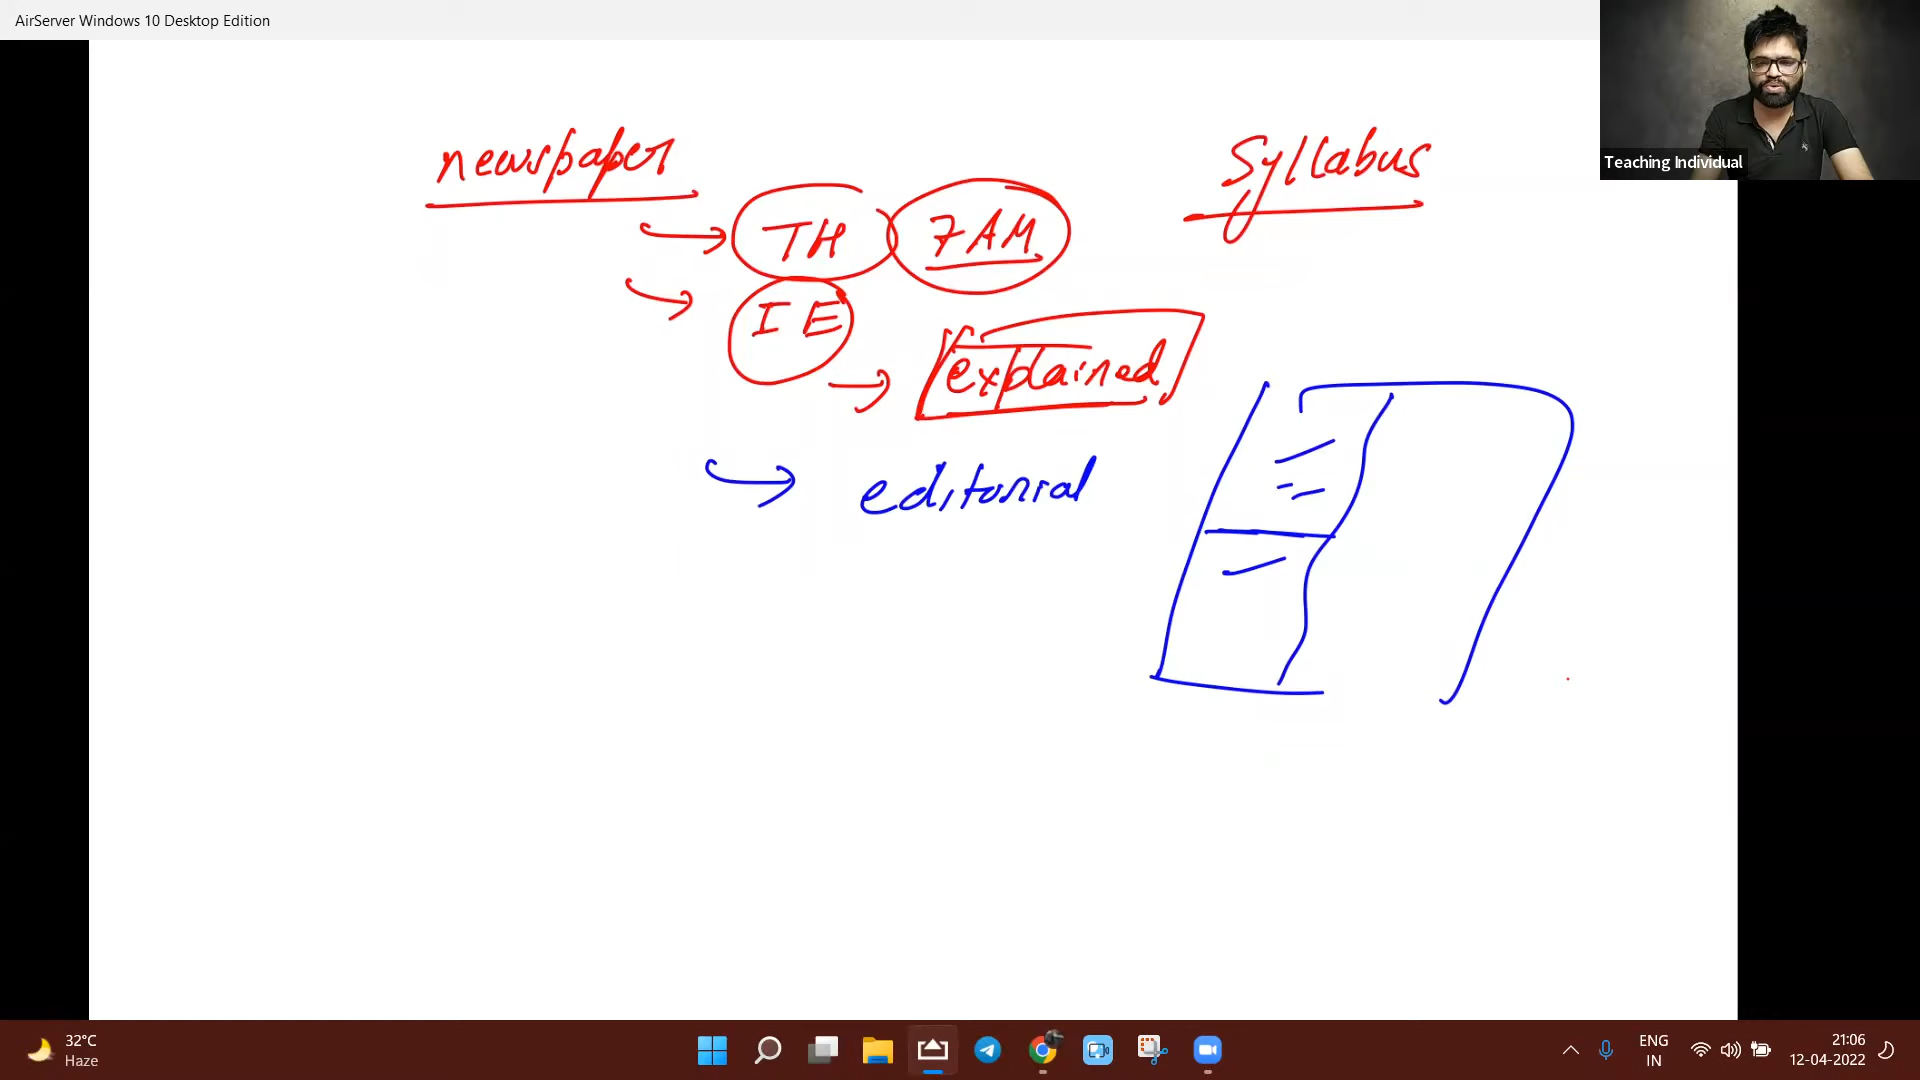 AirServer Windows 10 Desktop Edition
Teaching Individual
newspaper
Syllabus
TH 7AM
IE
explained
editorial
32°C
Haze
ENG
IN
21:06
12-04-2022